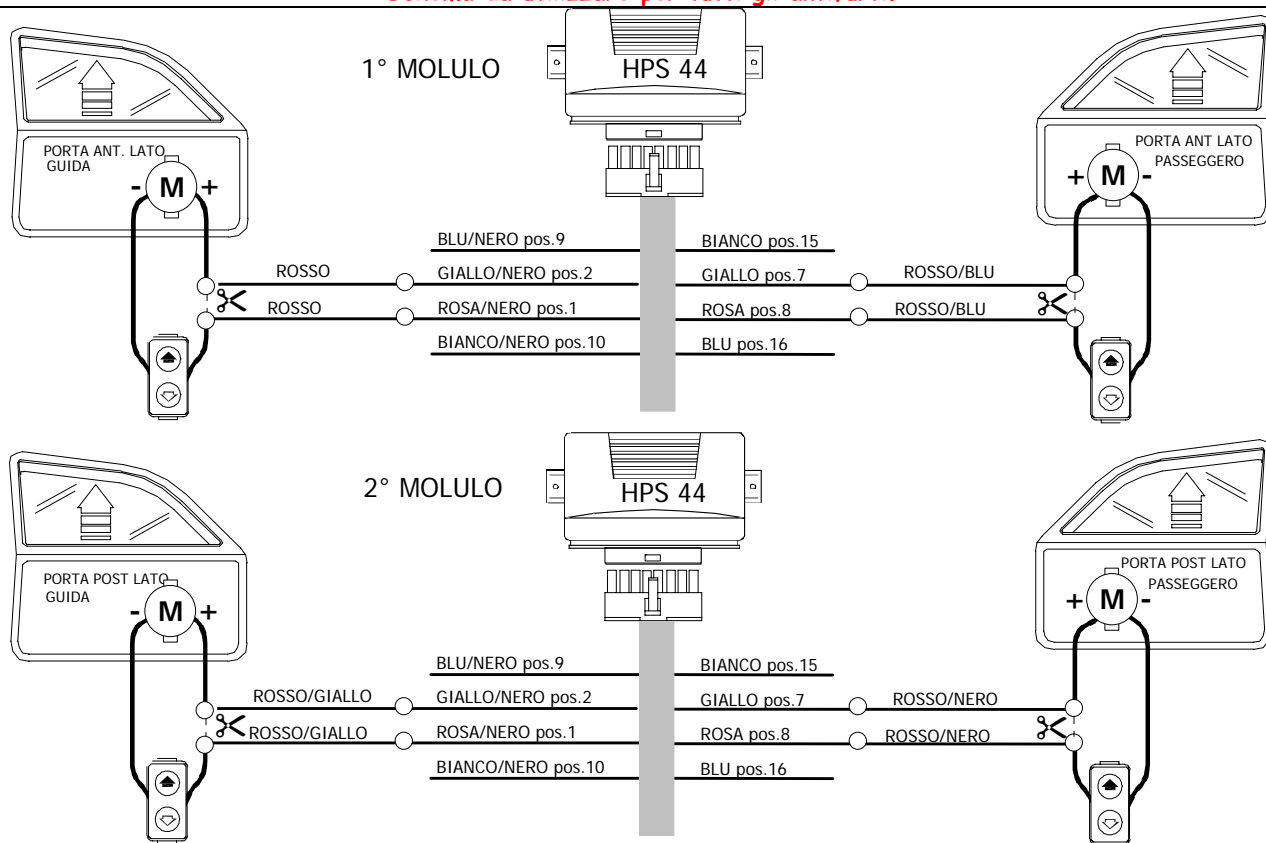 1° MOLULO
HPS 44
PORTA ANT. LATO
GUIDA
- M +
PORTA ANT LATO
PASSEGGERO
+ M -
BLU/NERO pos.9
BIANCO pos.15
ROSSO
GIALLO/NERO pos.2
GIALLO pos.7
ROSSO/BLU
ROSSO
ROSA/NERO pos.1
ROSA pos.8
ROSSO/BLU
BIANCO/NERO pos.10
BLU pos.16
2° MOLULO
HPS 44
PORTA POST LATO
GUIDA
- M +
PORTA POST LATO
PASSEGGERO
+ M -
BLU/NERO pos.9
BIANCO pos.15
ROSSO/GIALLO
GIALLO/NERO pos.2
GIALLO pos.7
ROSSO/NERO
ROSSO/GIALLO
ROSA/NERO pos.1
ROSA pos.8
ROSSO/NERO
BIANCO/NERO pos.10
BLU pos.16